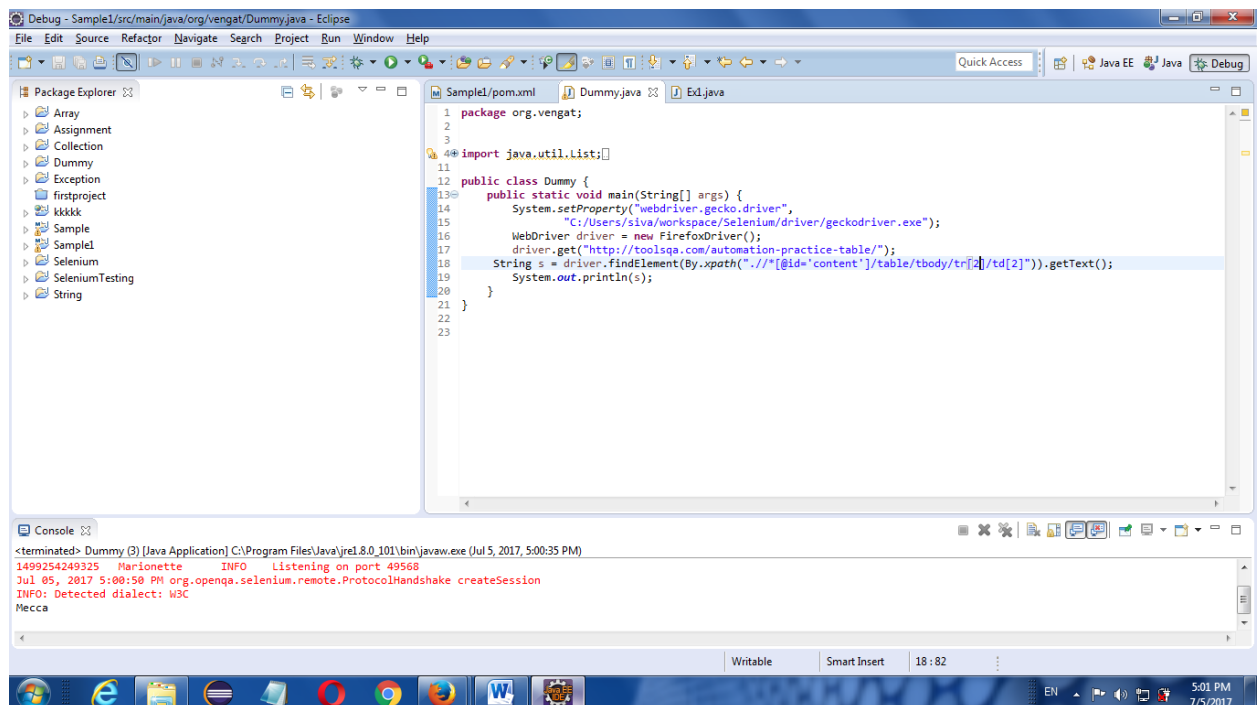 Debug - Sample1/src/main/java/org/vengat/Dummy.java - Eclipse
File Edit Source Refactor Navigate Search Project Run Window Help
Quick Access Java EE Java Debug
Package Explorer
Array
Assignment
Collection
Dummy
Exception
firstproject
kkkkk
Sample
Sample1
Selenium
SeleniumTesting
String
Sample1/pom.xml Dummy.java Ex1.java
1 package org.vengat;
2
3
4 import java.util.List;
11
12 public class Dummy {
13 public static void main(String[] args) {
14 System.setProperty("webdriver.gecko.driver",
15 "C:/Users/siva/workspace/Selenium/driver/geckodriver.exe");
16 WebDriver driver = new FirefoxDriver();
17 driver.get("http://toolsqa.com/automation-practice-table/");
18 String s = driver.findElement(By.xpath(".//*[@id='content']/table/tbody/tr[2]/td[2]")).getText();
19 System.out.println(s);
20 }
21 }
22
23
Console
<terminated> Dummy (3) [Java Application] C:\Program Files\Java\jre1.8.0_101\bin\javaw.exe (Jul 5, 2017, 5:00:35 PM)
1499254249325 Marionette INFO Listening on port 49568
Jul 05, 2017 5:00:50 PM org.openqa.selenium.remote.ProtocolHandshake createSession
INFO: Detected dialect: W3C
Mecca
Writable Smart Insert 18 : 82
EN 5:01 PM
7/5/2017